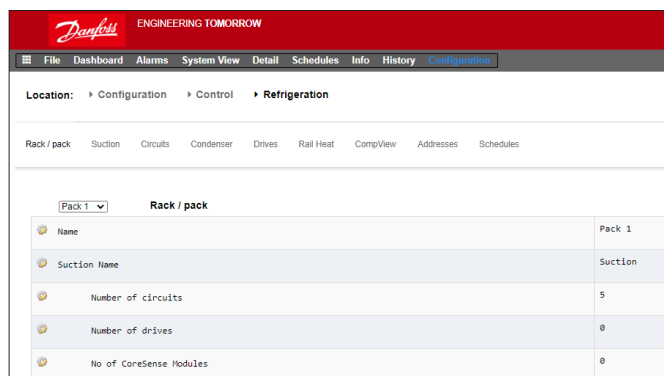 Danfoss ENGINEERING TOMORROW
File Dashboard Alarms System View Detail Schedules Info History Configuration
Location: Configuration Control Refrigeration
Rack / pack Suction Circuits Condenser Drives Rail Heat CompView Addresses Schedules
Pack 1 Rack / pack
Name Pack 1
Suction Name Suction
Number of circuits 5
Number of drives 0
No of CoreSense Modules 0